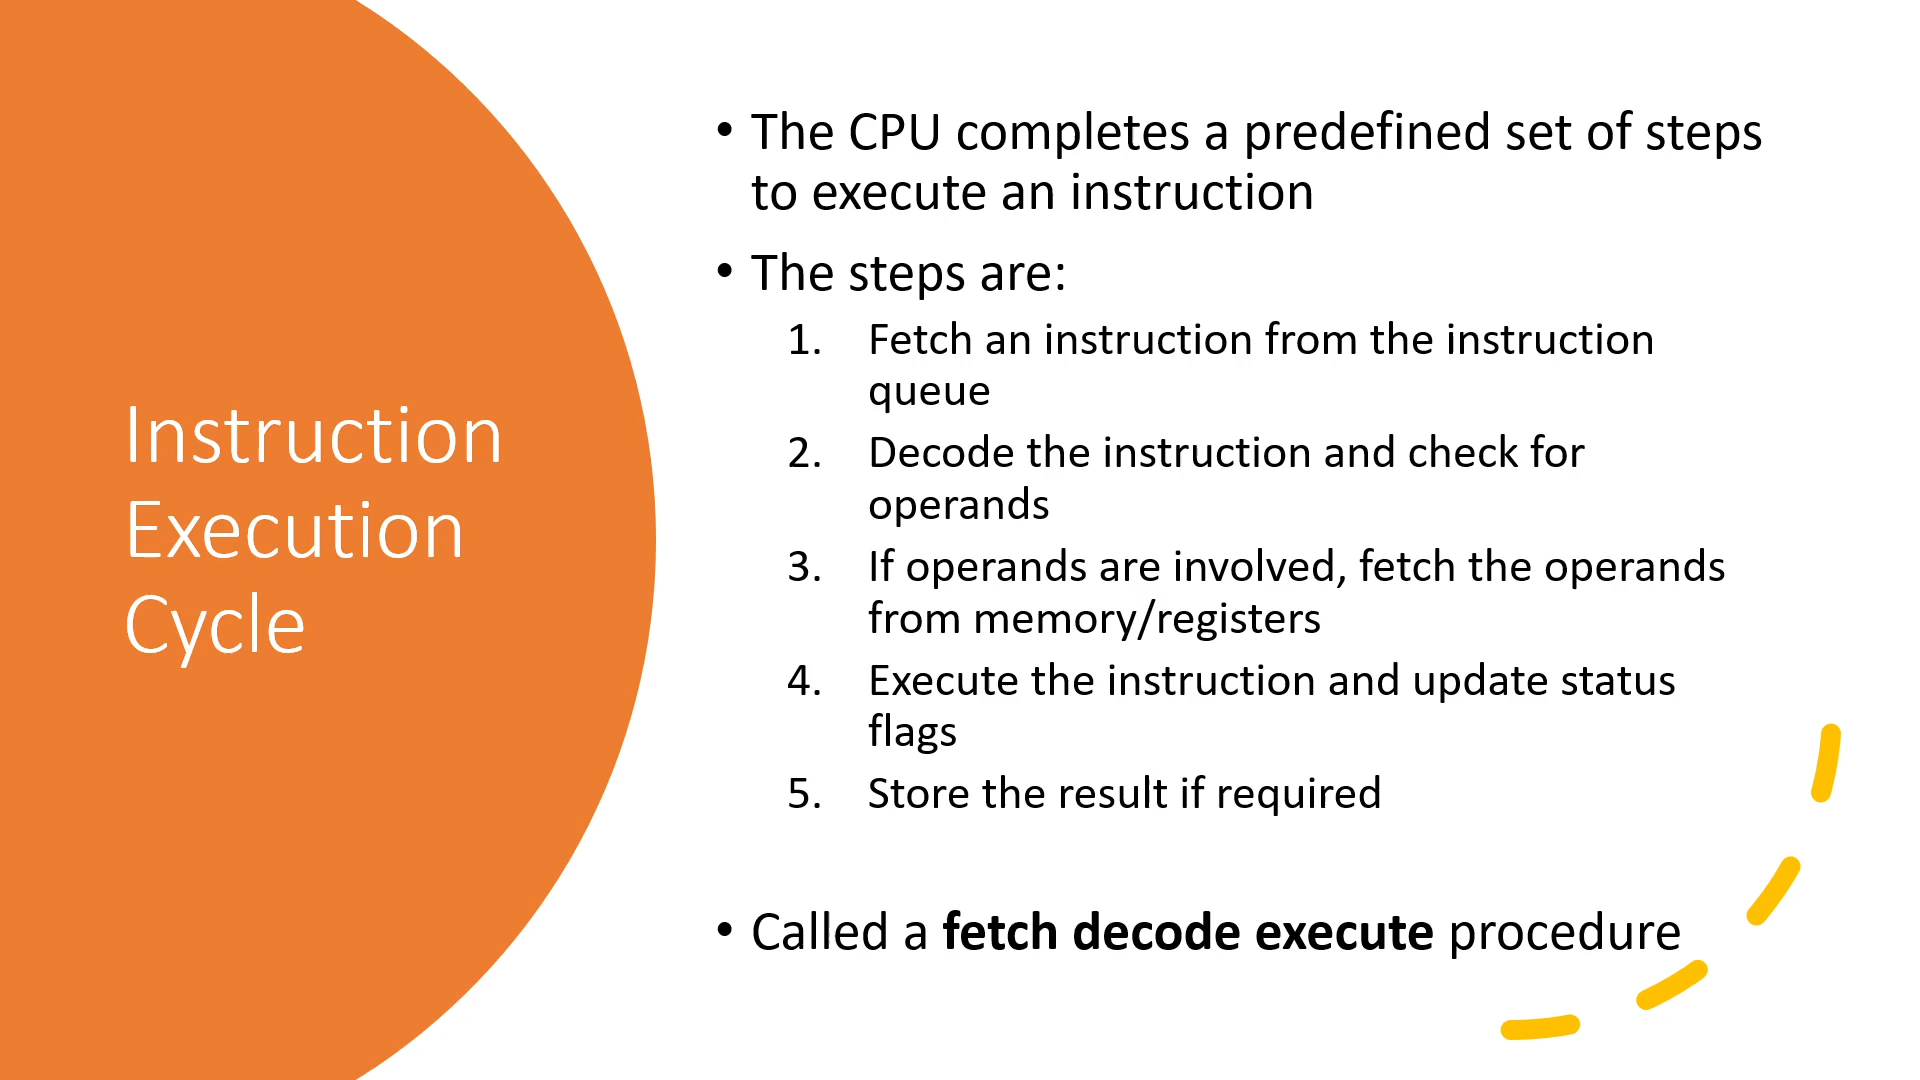 Instruction
Execution
Cycle
• The CPU completes a predefined set of steps
to execute an instruction
• The steps are:
1. Fetch an instruction from the instruction
queue
2. Decode the instruction and check for
operands
3. If operands are involved, fetch the operands
from memory/registers
4. Execute the instruction and update status
flags
5. Store the result if required
• Called a fetch decode execute procedure